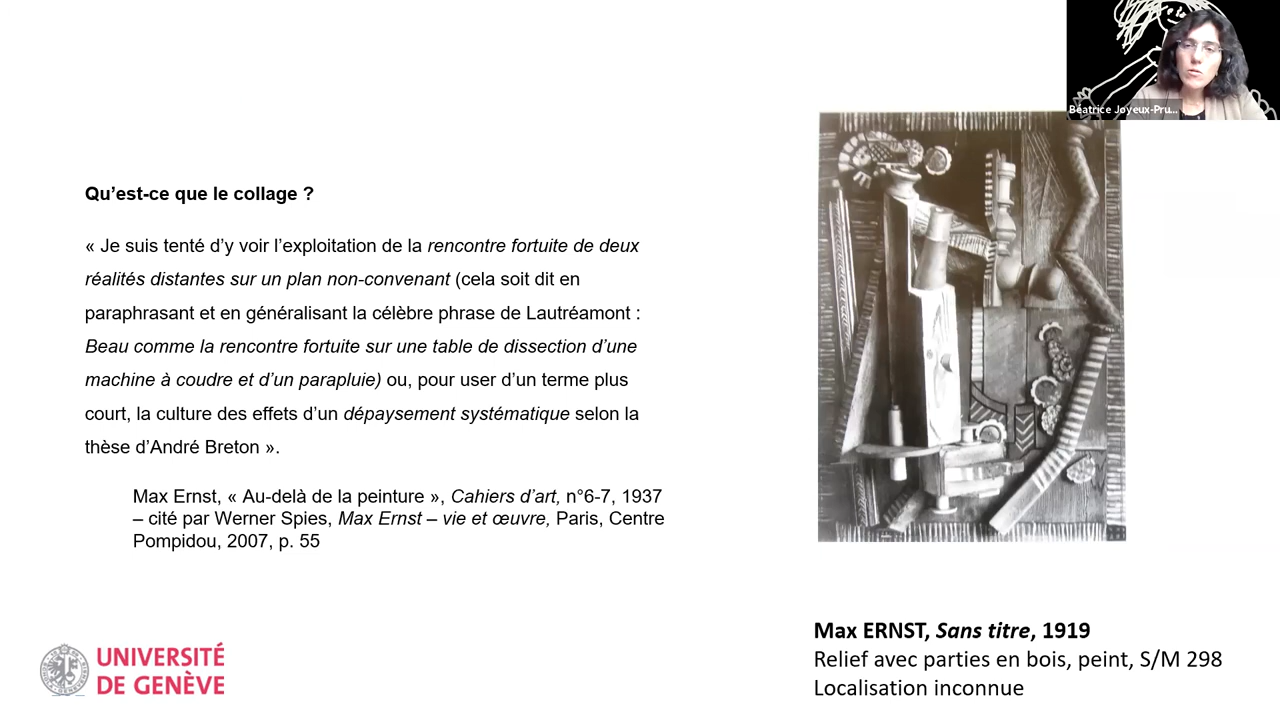 Béatrice Joyeux-Pru...
Qu’est-ce que le collage ?
« Je suis tenté d’y voir l’exploitation de la rencontre fortuite de deux
réalités distantes sur un plan non-convenant (cela soit dit en
paraphrasant et en généralisant la célèbre phrase de Lautréamont :
Beau comme la rencontre fortuite sur une table de dissection d’une
machine à coudre et d’un parapluie) ou, pour user d’un terme plus
court, la culture des effets d’un dépaysement systématique selon la
thèse d’André Breton ».
Max Ernst, « Au-delà de la peinture », Cahiers d’art, n°6-7, 1937
– cité par Werner Spies, Max Ernst – vie et œuvre, Paris, Centre
Pompidou, 2007, p. 55
Max ERNST, Sans titre, 1919
Relief avec parties en bois, peint, S/M 298
Localisation inconnue
UNIVERSITÉ
DE GENÈVE